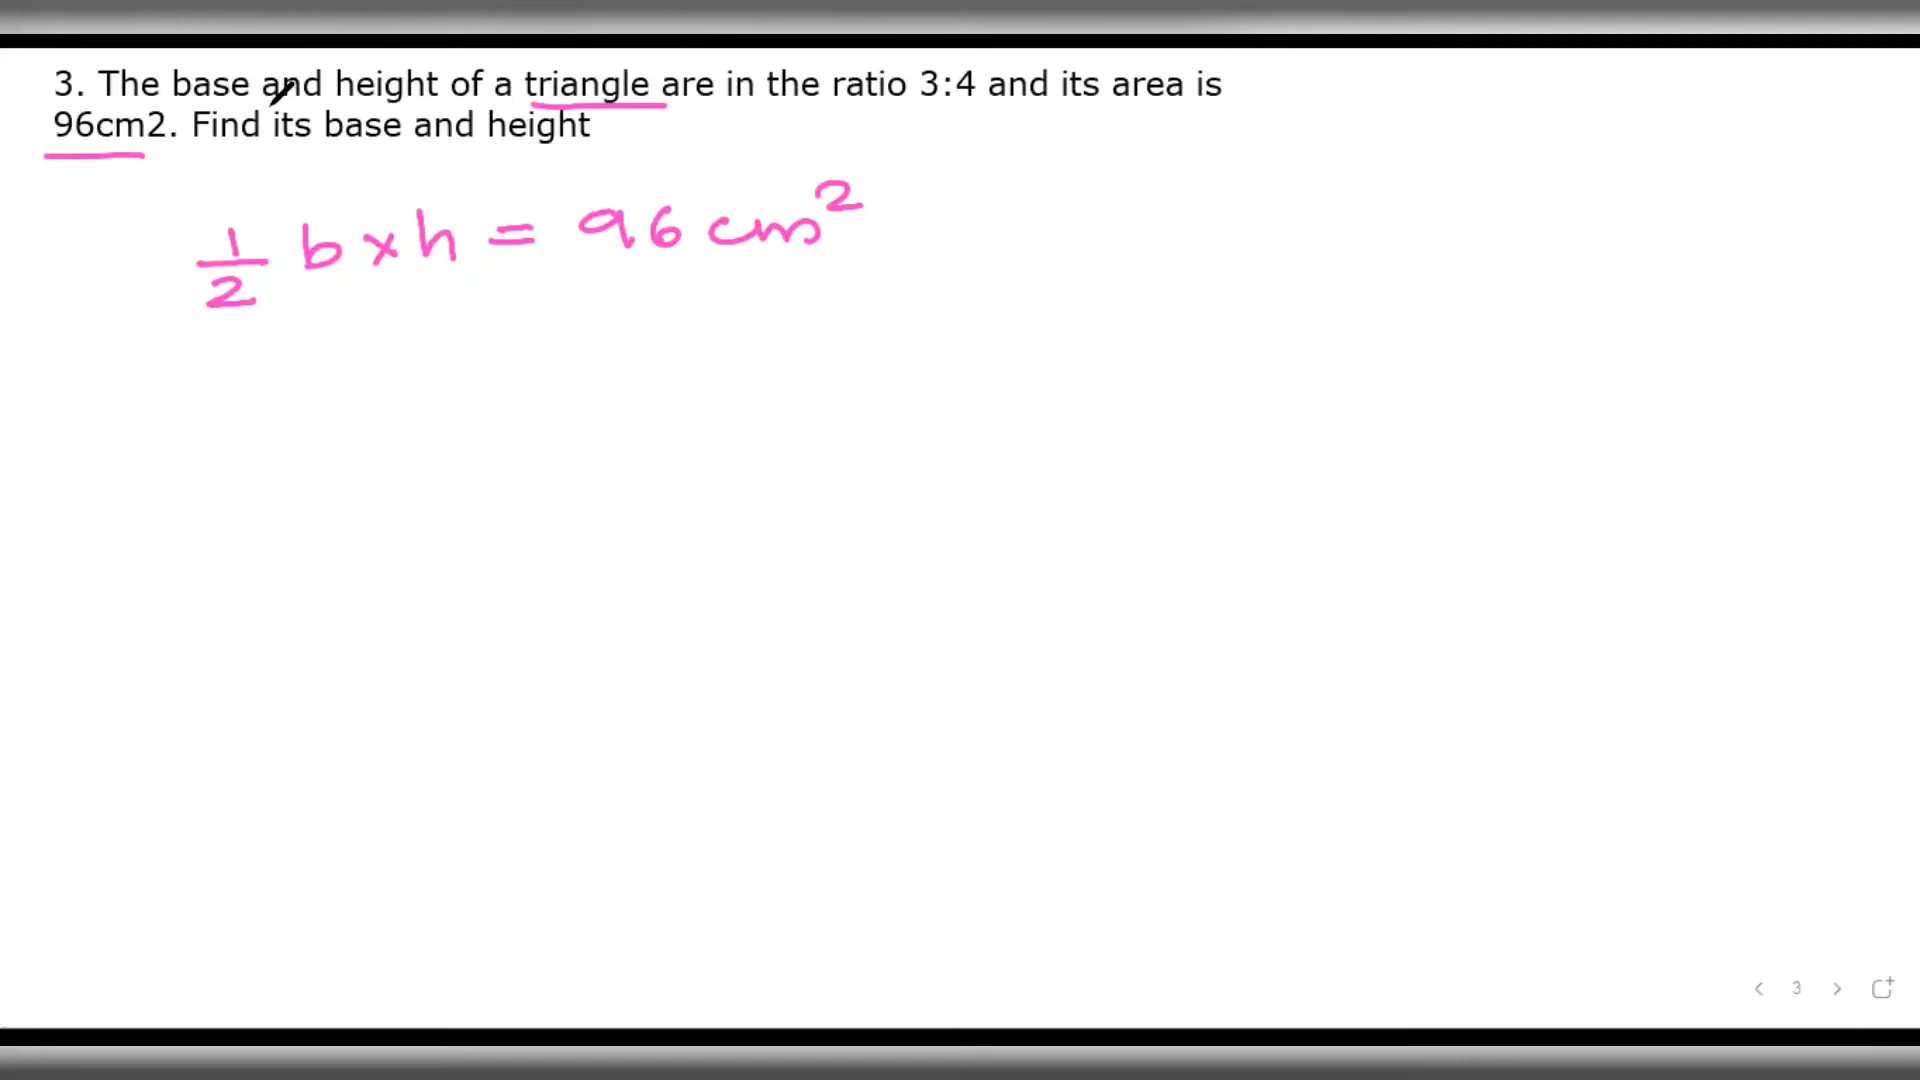 3. The base and height of a triangle are in the ratio 3:4 and its area is
96cm2. Find its base and height
1/2 b × h = 96 cm²
< 3 >